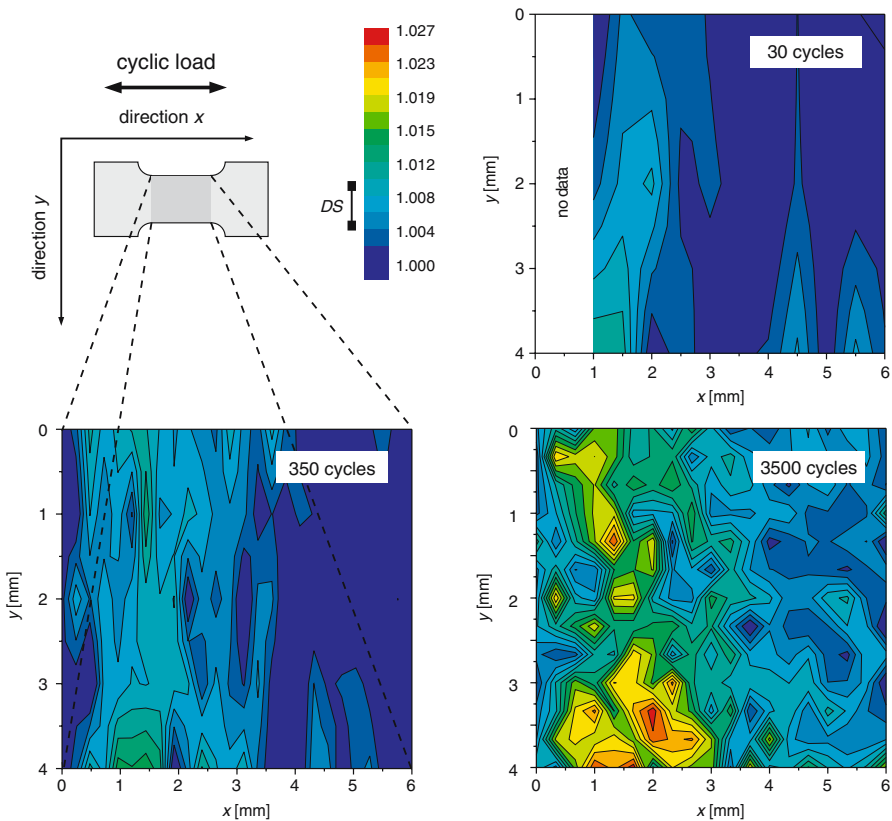 cyclic load
direction x
direction y
DS
1.027
1.023
1.019
1.015
1.012
1.008
1.004
1.000
30 cycles
no data
0
1
2
3
4
y [mm]
0 1 2 3 4 5 6
x [mm]
350 cycles
0
1
2
3
4
y [mm]
0 1 2 3 4 5 6
x [mm]
3500 cycles
0
1
2
3
4
y [mm]
0 1 2 3 4 5 6
x [mm]